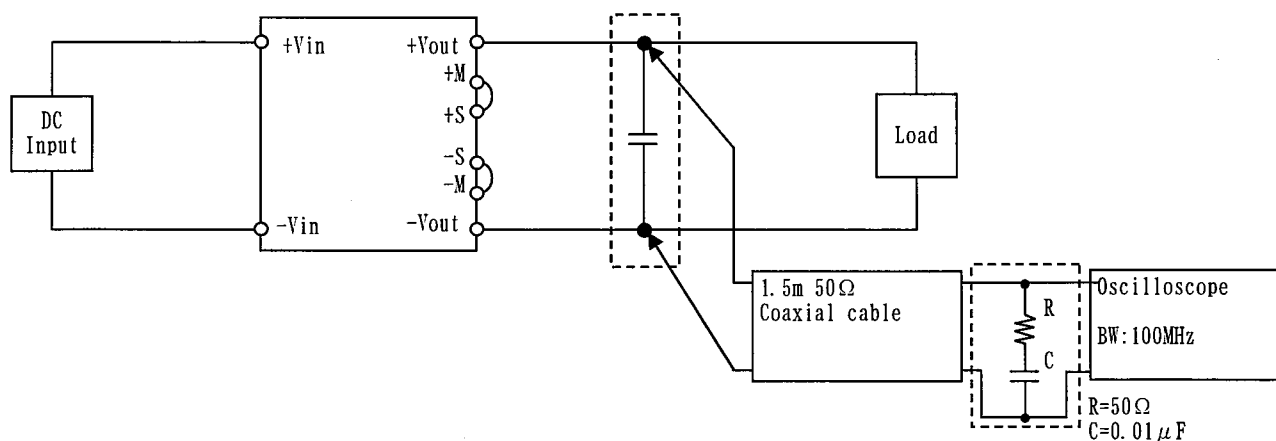 +Vin
+Vout
+M
+S
-S
-M
-Vin
-Vout
DC
Input
Load
1.5m 50Ω
Coaxial cable
R
C
Oscilloscope
BW:100MHz
R=50Ω
C=0.01μF